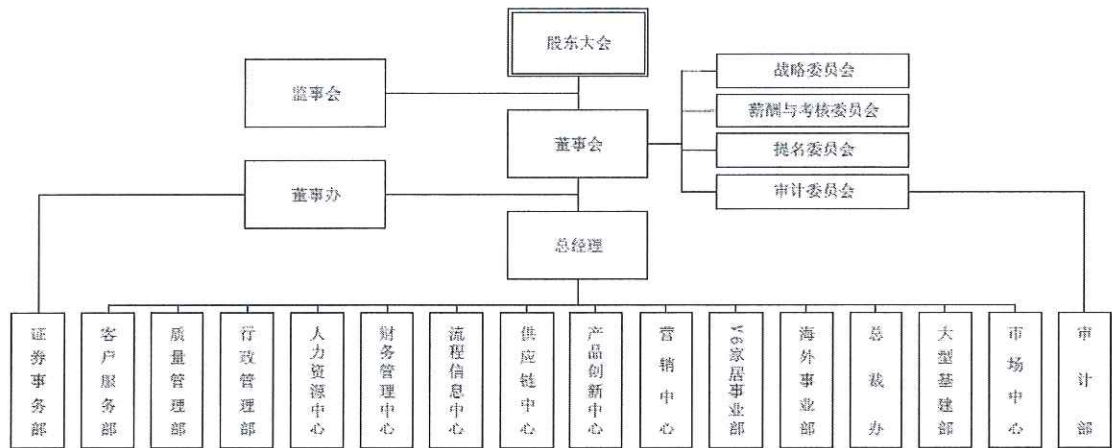 股东大会
监事会
战略委员会
薪酬与考核委员会
董事会
提名委员会
董事办
审计委员会
总经理
证券事务部
客户服务部
质量管理部
行政管理部
人力资源中心
财务管理中心
流程信息中心
供应链中心
产品创新中心
营销中心
V6家居事业部
海外事业部
总裁办
大型基建部
市场中心
审计部